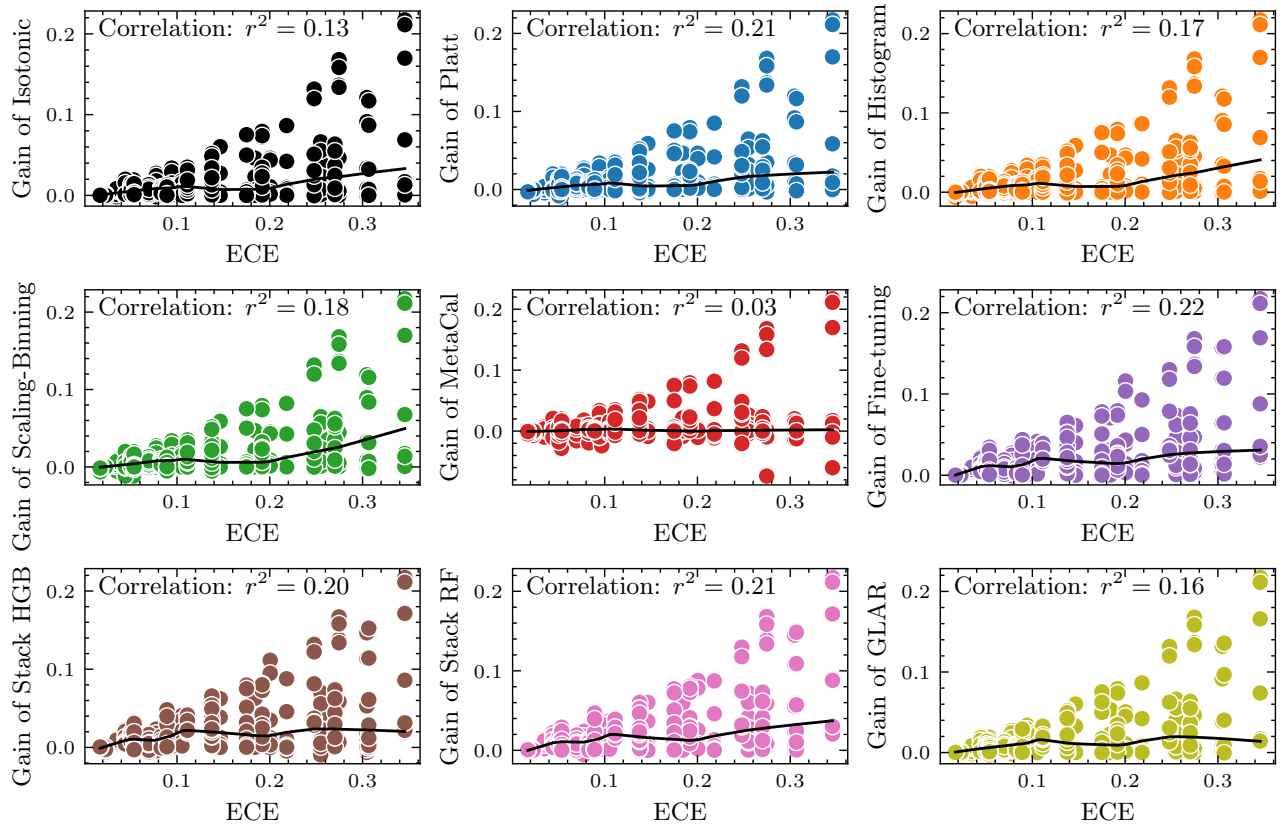 Gain of Isotonic
Correlation: r² = 0.13
0.2
0.1
0.0
0.1
0.2
0.3
ECE
Gain of Platt
Correlation: r² = 0.21
0.2
0.1
0.0
0.1
0.2
0.3
ECE
Gain of Histogram
Correlation: r² = 0.17
0.2
0.1
0.0
0.1
0.2
0.3
ECE
Gain of Scaling-Binning
Correlation: r² = 0.18
0.2
0.1
0.0
0.1
0.2
0.3
ECE
Gain of MetaCal
Correlation: r² = 0.03
0.2
0.1
0.0
0.1
0.2
0.3
ECE
Gain of Fine-tuning
Correlation: r² = 0.22
0.2
0.1
0.0
0.1
0.2
0.3
ECE
Gain of Stack HGB
Correlation: r² = 0.20
0.2
0.1
0.0
0.1
0.2
0.3
ECE
Gain of Stack RF
Correlation: r² = 0.21
0.2
0.1
0.0
0.1
0.2
0.3
ECE
Gain of GLAR
Correlation: r² = 0.16
0.2
0.1
0.0
0.1
0.2
0.3
ECE